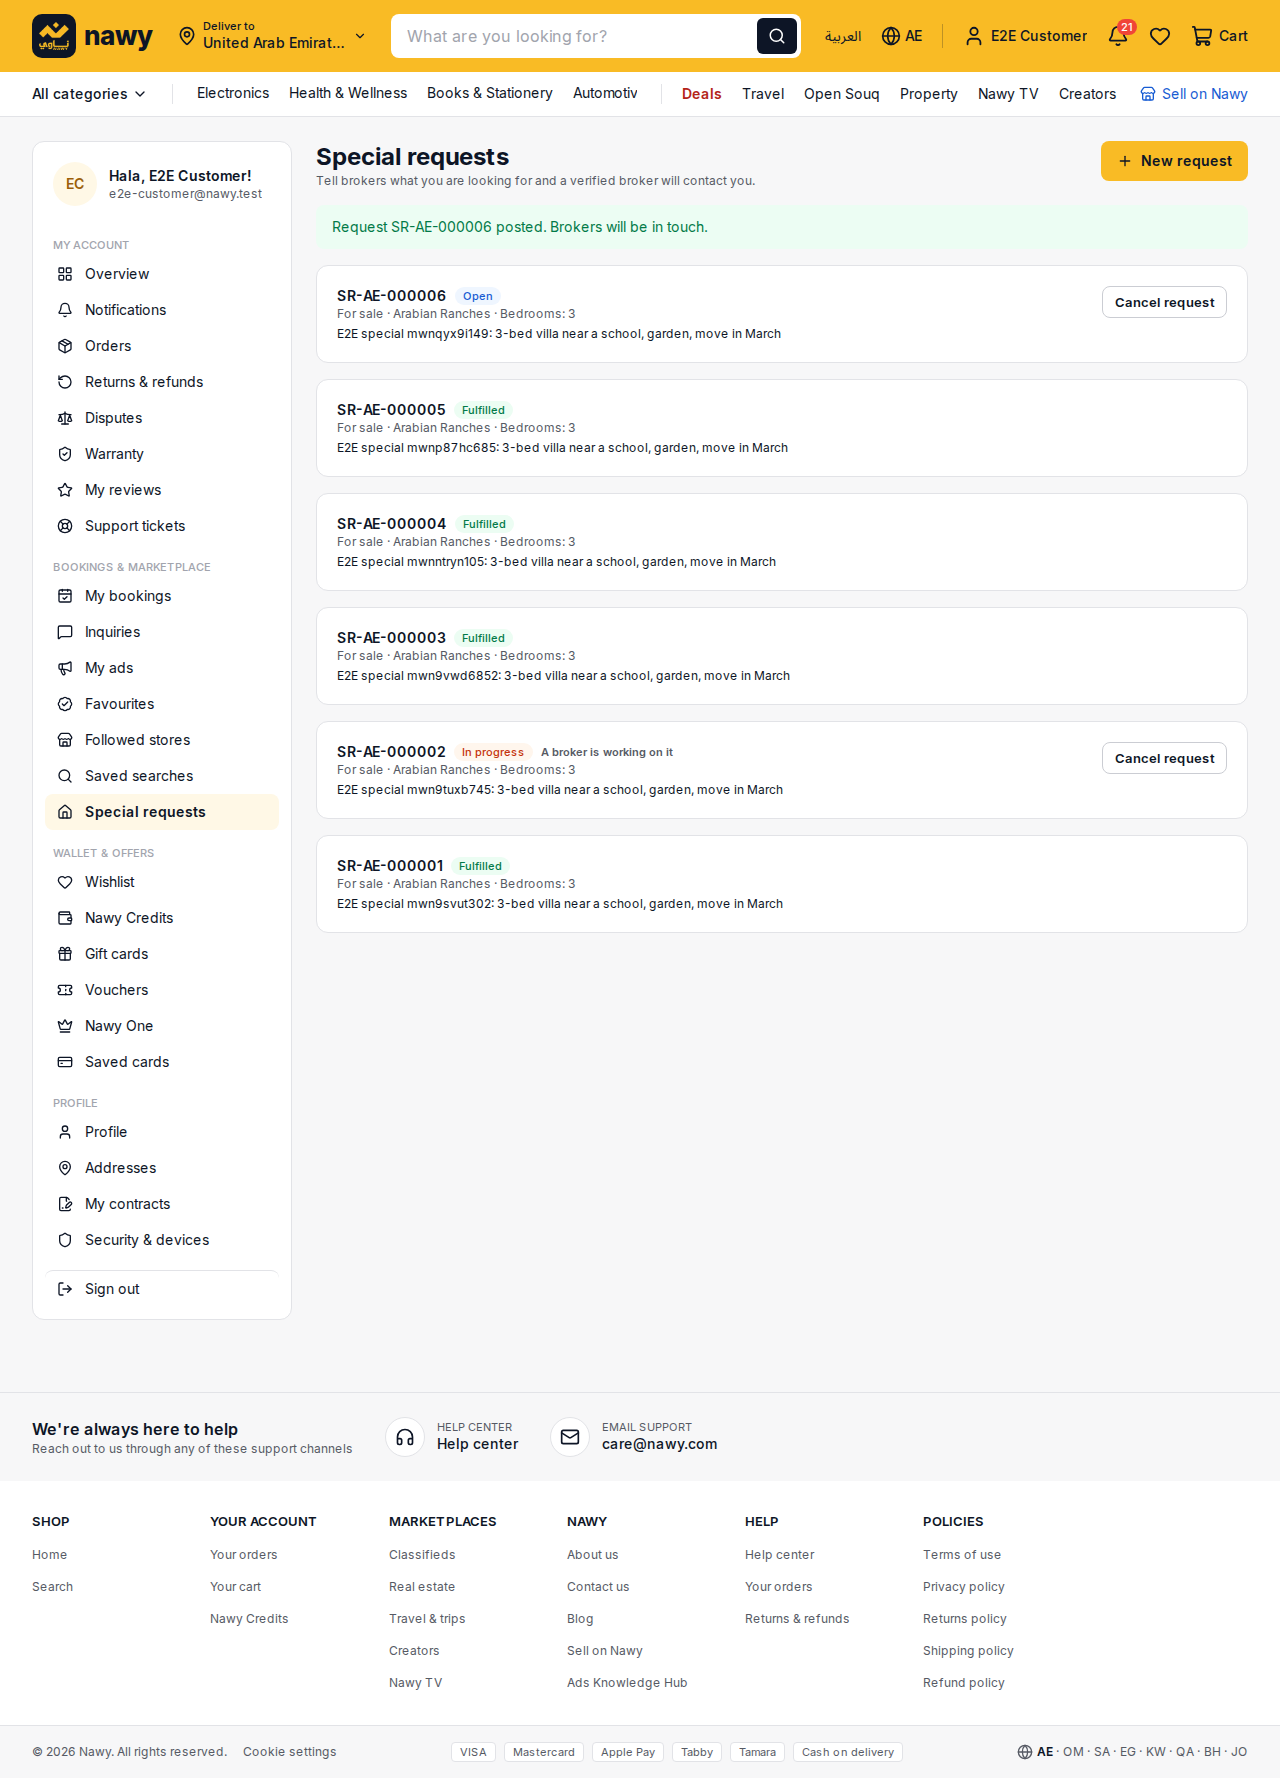 نـاوي
NAWY
nawy
Deliver to
United Arab Emirat...
What are you looking for?
العربية
AE
E2E Customer
21
Cart
All categories
Electronics
Health & Wellness
Books & Stationery
Automotiv
Deals
Travel
Open Souq
Property
Nawy TV
Creators
Sell on Nawy
EC
Hala, E2E Customer!
e2e-customer@nawy.test
MY ACCOUNT
Overview
Notifications
Orders
Returns & refunds
Disputes
Warranty
My reviews
Support tickets
BOOKINGS & MARKETPLACE
My bookings
Inquiries
My ads
Favourites
Followed stores
Saved searches
Special requests
WALLET & OFFERS
Wishlist
Nawy Credits
Gift cards
Vouchers
Nawy One
Saved cards
PROFILE
Profile
Addresses
My contracts
Security & devices
Sign out
Special requests
Tell brokers what you are looking for and a verified broker will contact you.
New request
Request SR-AE-000006 posted. Brokers will be in touch.
SR-AE-000006 Open
For sale · Arabian Ranches · Bedrooms: 3
E2E special mwnqyx9i149: 3-bed villa near a school, garden, move in March
Cancel request
SR-AE-000005 Fulfilled
For sale · Arabian Ranches · Bedrooms: 3
E2E special mwnp87hc685: 3-bed villa near a school, garden, move in March
SR-AE-000004 Fulfilled
For sale · Arabian Ranches · Bedrooms: 3
E2E special mwnntryn105: 3-bed villa near a school, garden, move in March
SR-AE-000003 Fulfilled
For sale · Arabian Ranches · Bedrooms: 3
E2E special mwn9vwd6852: 3-bed villa near a school, garden, move in March
SR-AE-000002 In progress A broker is working on it
For sale · Arabian Ranches · Bedrooms: 3
E2E special mwn9tuxb745: 3-bed villa near a school, garden, move in March
Cancel request
SR-AE-000001 Fulfilled
For sale · Arabian Ranches · Bedrooms: 3
E2E special mwn9svut302: 3-bed villa near a school, garden, move in March
We're always here to help
Reach out to us through any of these support channels
HELP CENTER
Help center
EMAIL SUPPORT
care@nawy.com
SHOP
Home
Search
YOUR ACCOUNT
Your orders
Your cart
Nawy Credits
MARKETPLACES
Classifieds
Real estate
Travel & trips
Creators
Nawy TV
NAWY
About us
Contact us
Blog
Sell on Nawy
Ads Knowledge Hub
HELP
Help center
Your orders
Returns & refunds
POLICIES
Terms of use
Privacy policy
Returns policy
Shipping policy
Refund policy
© 2026 Nawy. All rights reserved.
Cookie settings
VISA
Mastercard
Apple Pay
Tabby
Tamara
Cash on delivery
AE · OM · SA · EG · KW · QA · BH · JO